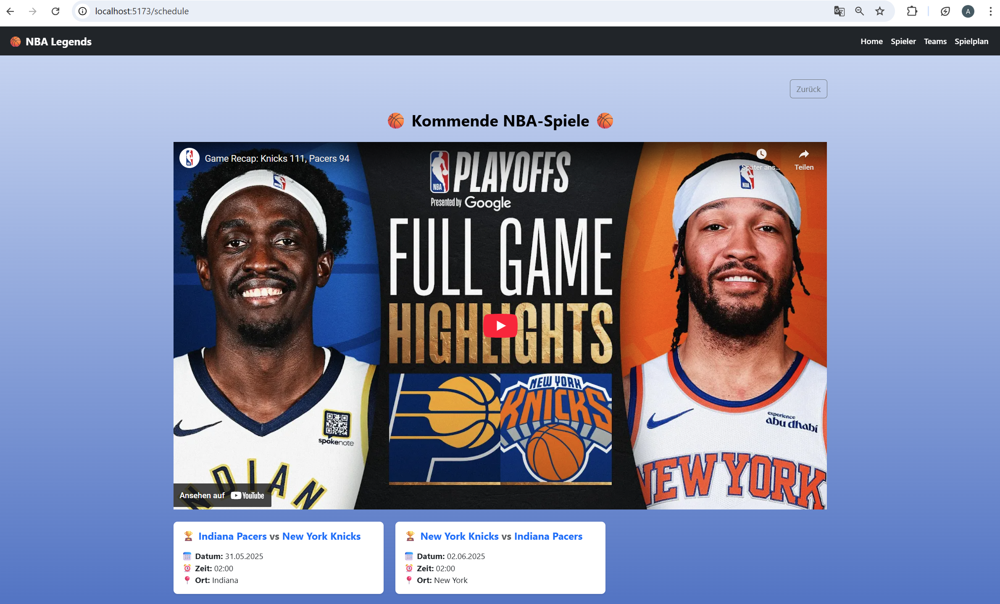 localhost:5173/schedule
A
NBA Legends
Home Spieler Teams Spielplan
Zurück
Kommende NBA-Spiele
Game Recap: Knicks 111, Pacers 94
Später ans...
Teilen
NBA
PLAYOFFS
Presented by Google
FULL GAME
HIGHLIGHTS
NEW YORK
KNICKS
spokenote
experience
abu dhabi
INDIAN
NEW YORK
Ansehen auf YouTube
Indiana Pacers vs New York Knicks
Datum: 31.05.2025
Zeit: 02:00
Ort: Indiana
New York Knicks vs Indiana Pacers
Datum: 02.06.2025
Zeit: 02:00
Ort: New York